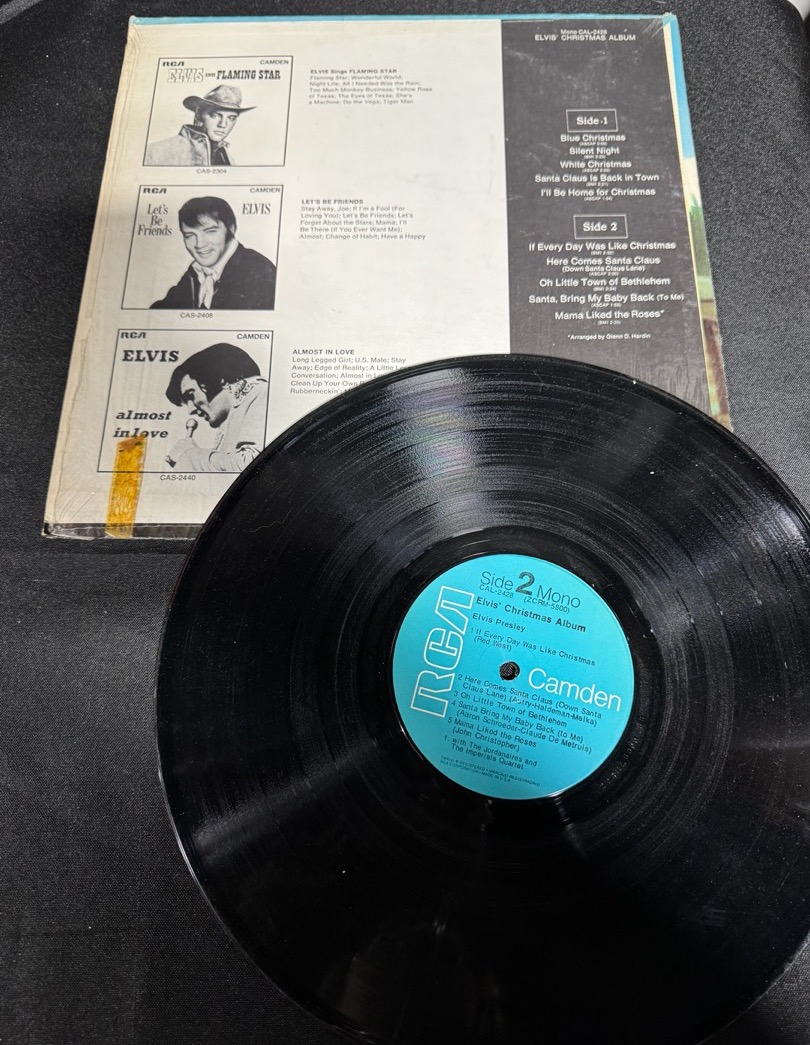 RCA CAMDEN
ELVIS SINGS FLAMING STAR
CAS-2304
ELVIS Sings FLAMING STAR
Flaming Star; Wonderful World;
Night Life; All I Needed Was the Rain;
Too Much Monkey Business; Yellow Rose
of Texas; The Eyes of Texas; She's
a Machine; Do the Vega; Tiger Man
RCA CAMDEN
Let's
Be
Friends
ELVIS
CAS-2408
LET'S BE FRIENDS
Stay Away, Joe; If I'm a Fool (For
Loving You); Let's Be Friends; Let's
Forget About the Stars; Mama; I'll
Be There (If You Ever Want Me);
Almost; Change of Habit; Have a Happy
RCA CAMDEN
ELVIS
almost
in love
CAS-2440
ALMOST IN LOVE
Long Legged Girl; U.S. Male; Stay
Away; Edge of Reality; A Little
Conversation; Almost in
Clean Up Your Own
Rubberneckin';
Mono CAL-2428
ELVIS' CHRISTMAS ALBUM
Side 1
Blue Christmas
Silent Night
White Christmas
Santa Claus Is Back in Town
I'll Be Home for Christmas
(ASCAP 1:54)
Side 2
If Every Day Was Like Christmas
Here Comes Santa Claus
(Down Santa Claus Lane)
Oh Little Town of Bethlehem
Santa, Bring My Baby Back (To Me)
Mama Liked the Roses*
*Arranged by Glenn D. Hardin
Side 2 Mono
CAL-2428 (ZCRM-5800)
Elvis' Christmas Album
Elvis Presley
1 If Every Day Was Like Christmas
(Red West)
RCA Camden
2 Here Comes Santa Claus (Down Santa
Claus Lane) (Autry-Haldeman-Melka)
3 Oh Little Town of Bethlehem
4 Santa Bring My Baby Back (to Me)
(Aaron Schroeder-Claude De Metruis)
5 Mama Liked the Roses
(John Christopher)
1. with The Jordanaires and
The Imperials Quartet